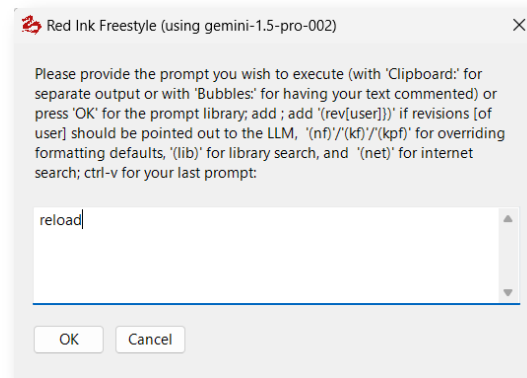 Red Ink Freestyle (using gemini-1.5-pro-002)
Please provide the prompt you wish to execute (with 'Clipboard:' for
separate output or with 'Bubbles:' for having your text commented) or
press 'OK' for the prompt library; add ; add '(rev[user]})' if revisions [of
user] should be pointed out to the LLM,  '(nf)'/'(kf)'/'(kpf)' for overriding
formatting defaults, '(lib)' for library search, and  '(net)' for internet
search; ctrl-v for your last prompt:
reload
OK Cancel